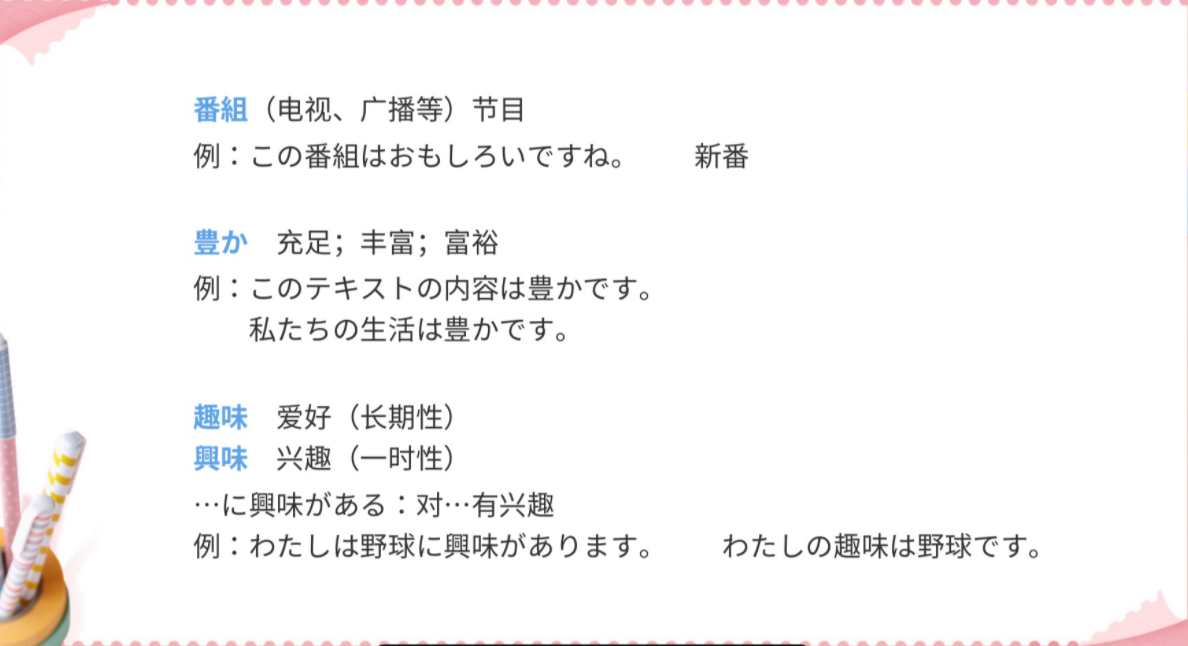 番組（电视、广播等）节目
例：この番組はおもしろいですね。　　新番
豊か　充足；丰富；富裕
例：このテキストの内容は豊かです。
私たちの生活は豊かです。
趣味　爱好（长期性）
興味　兴趣（一时性）
…に興味がある：对…有兴趣
例：わたしは野球に興味があります。　　わたしの趣味は野球です。